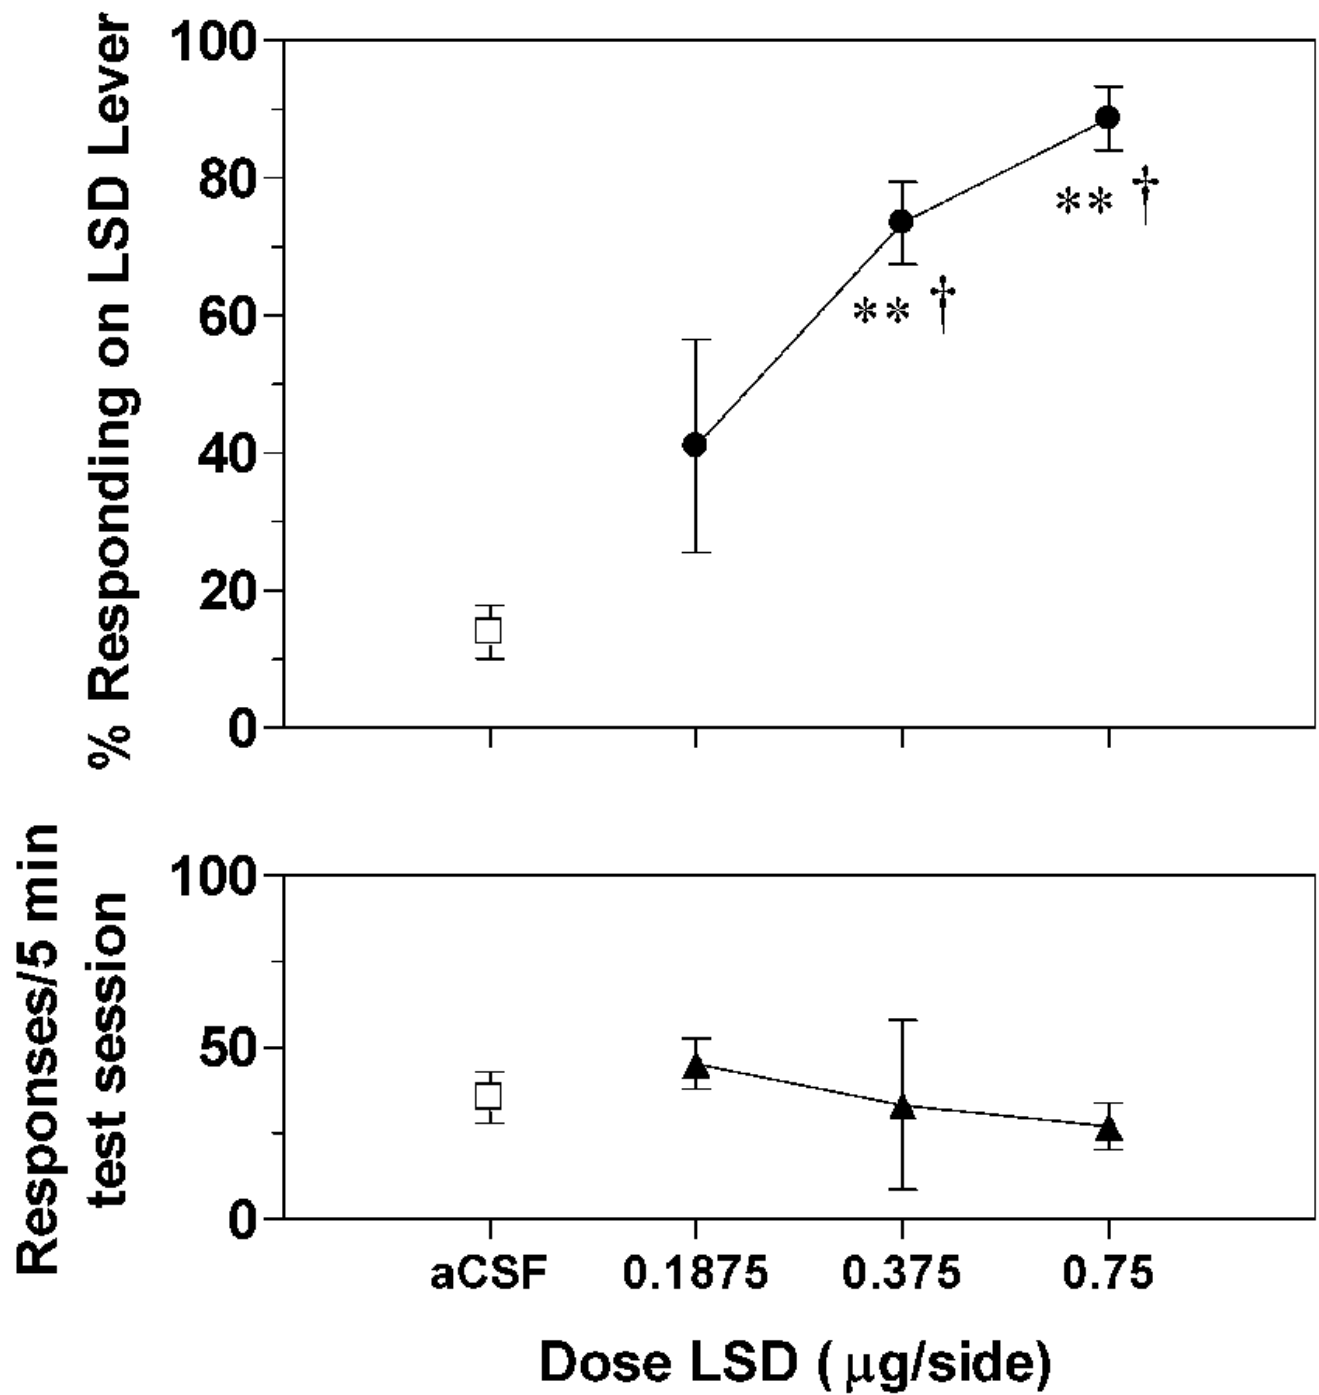 % Responding on LSD Lever
100
80
60
40
20
0
** †
** †
Responses/5 min
test session
100
50
0
aCSF 0.1875 0.375 0.75
Dose LSD (μg/side)